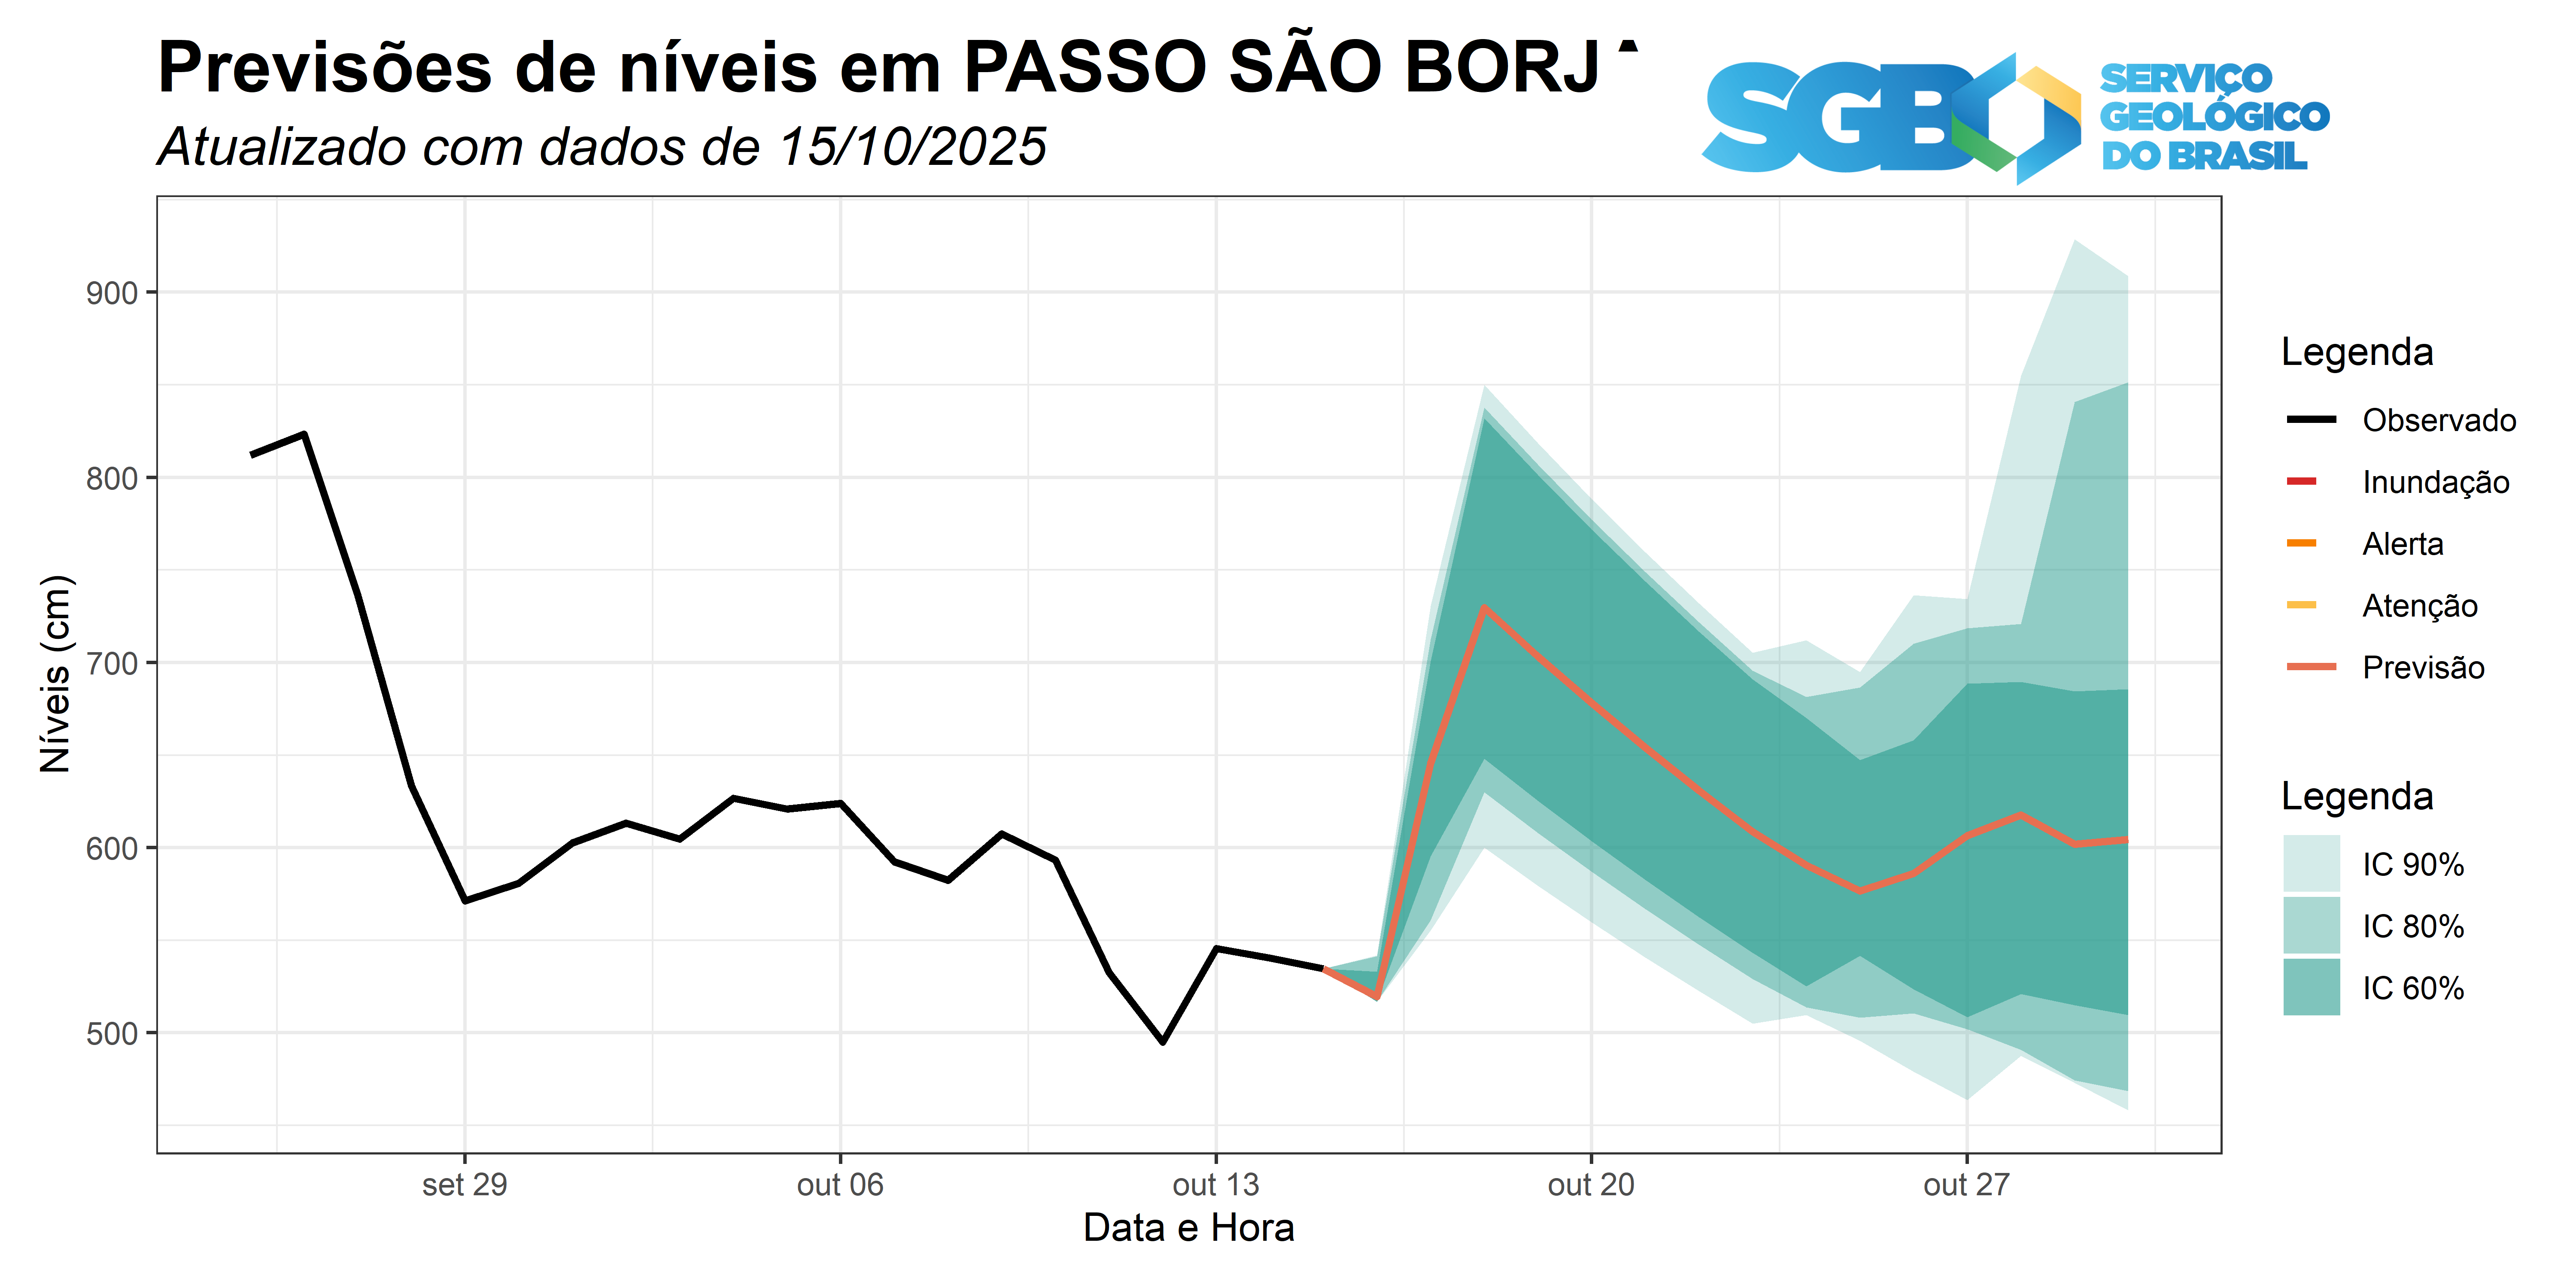 Previsões de níveis em PASSO SÃO BORJ
Atualizado com dados de 15/10/2025
SGB
SERVIÇO
GEOLÓGICO
DO BRASIL
900
800
700
600
500
Níveis (cm)
set 29
out 06
out 13
out 20
out 27
Data e Hora
Legenda
Observado
Inundação
Alerta
Atenção
Previsão
Legenda
IC 90%
IC 80%
IC 60%